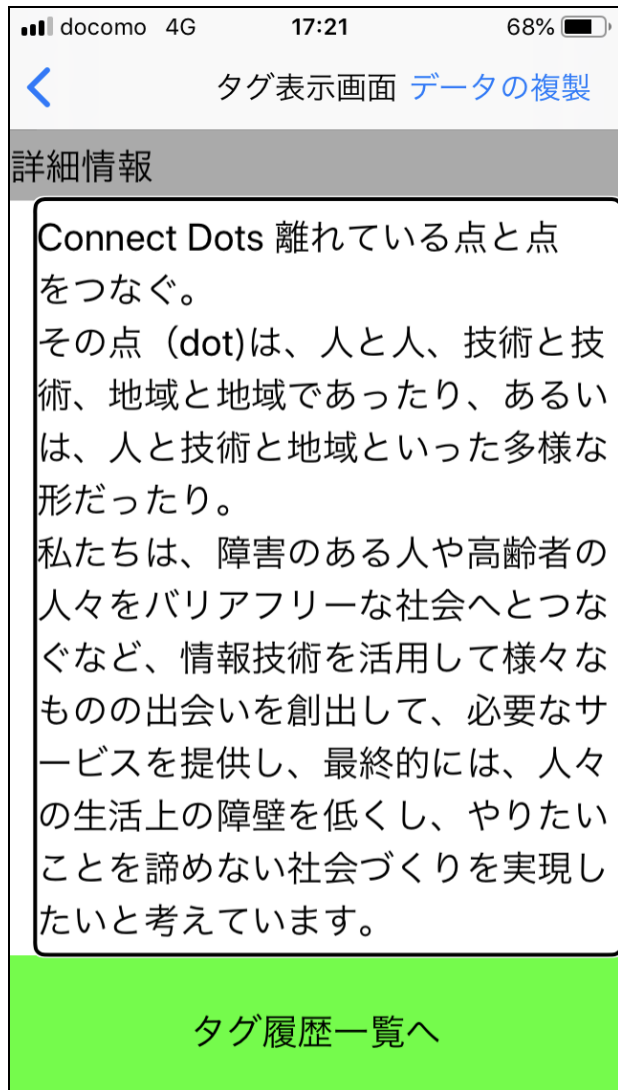 docomo 4G 17:21 68%
タグ表示画面 データの複製
詳細情報
Connect Dots 離れている点と点
をつなぐ。
その点（dot)は、人と人、技術と技
術、地域と地域であったり、あるい
は、人と技術と地域といった多様な
形だったり。
私たちは、障害のある人や高齢者の
人々をバリアフリーな社会へとつな
ぐなど、情報技術を活用して様々な
ものの出会いを創出して、必要なサ
ービスを提供し、最終的には、人々
の生活上の障壁を低くし、やりたい
ことを諦めない社会づくりを実現し
たいと考えています。
タグ履歴一覧へ